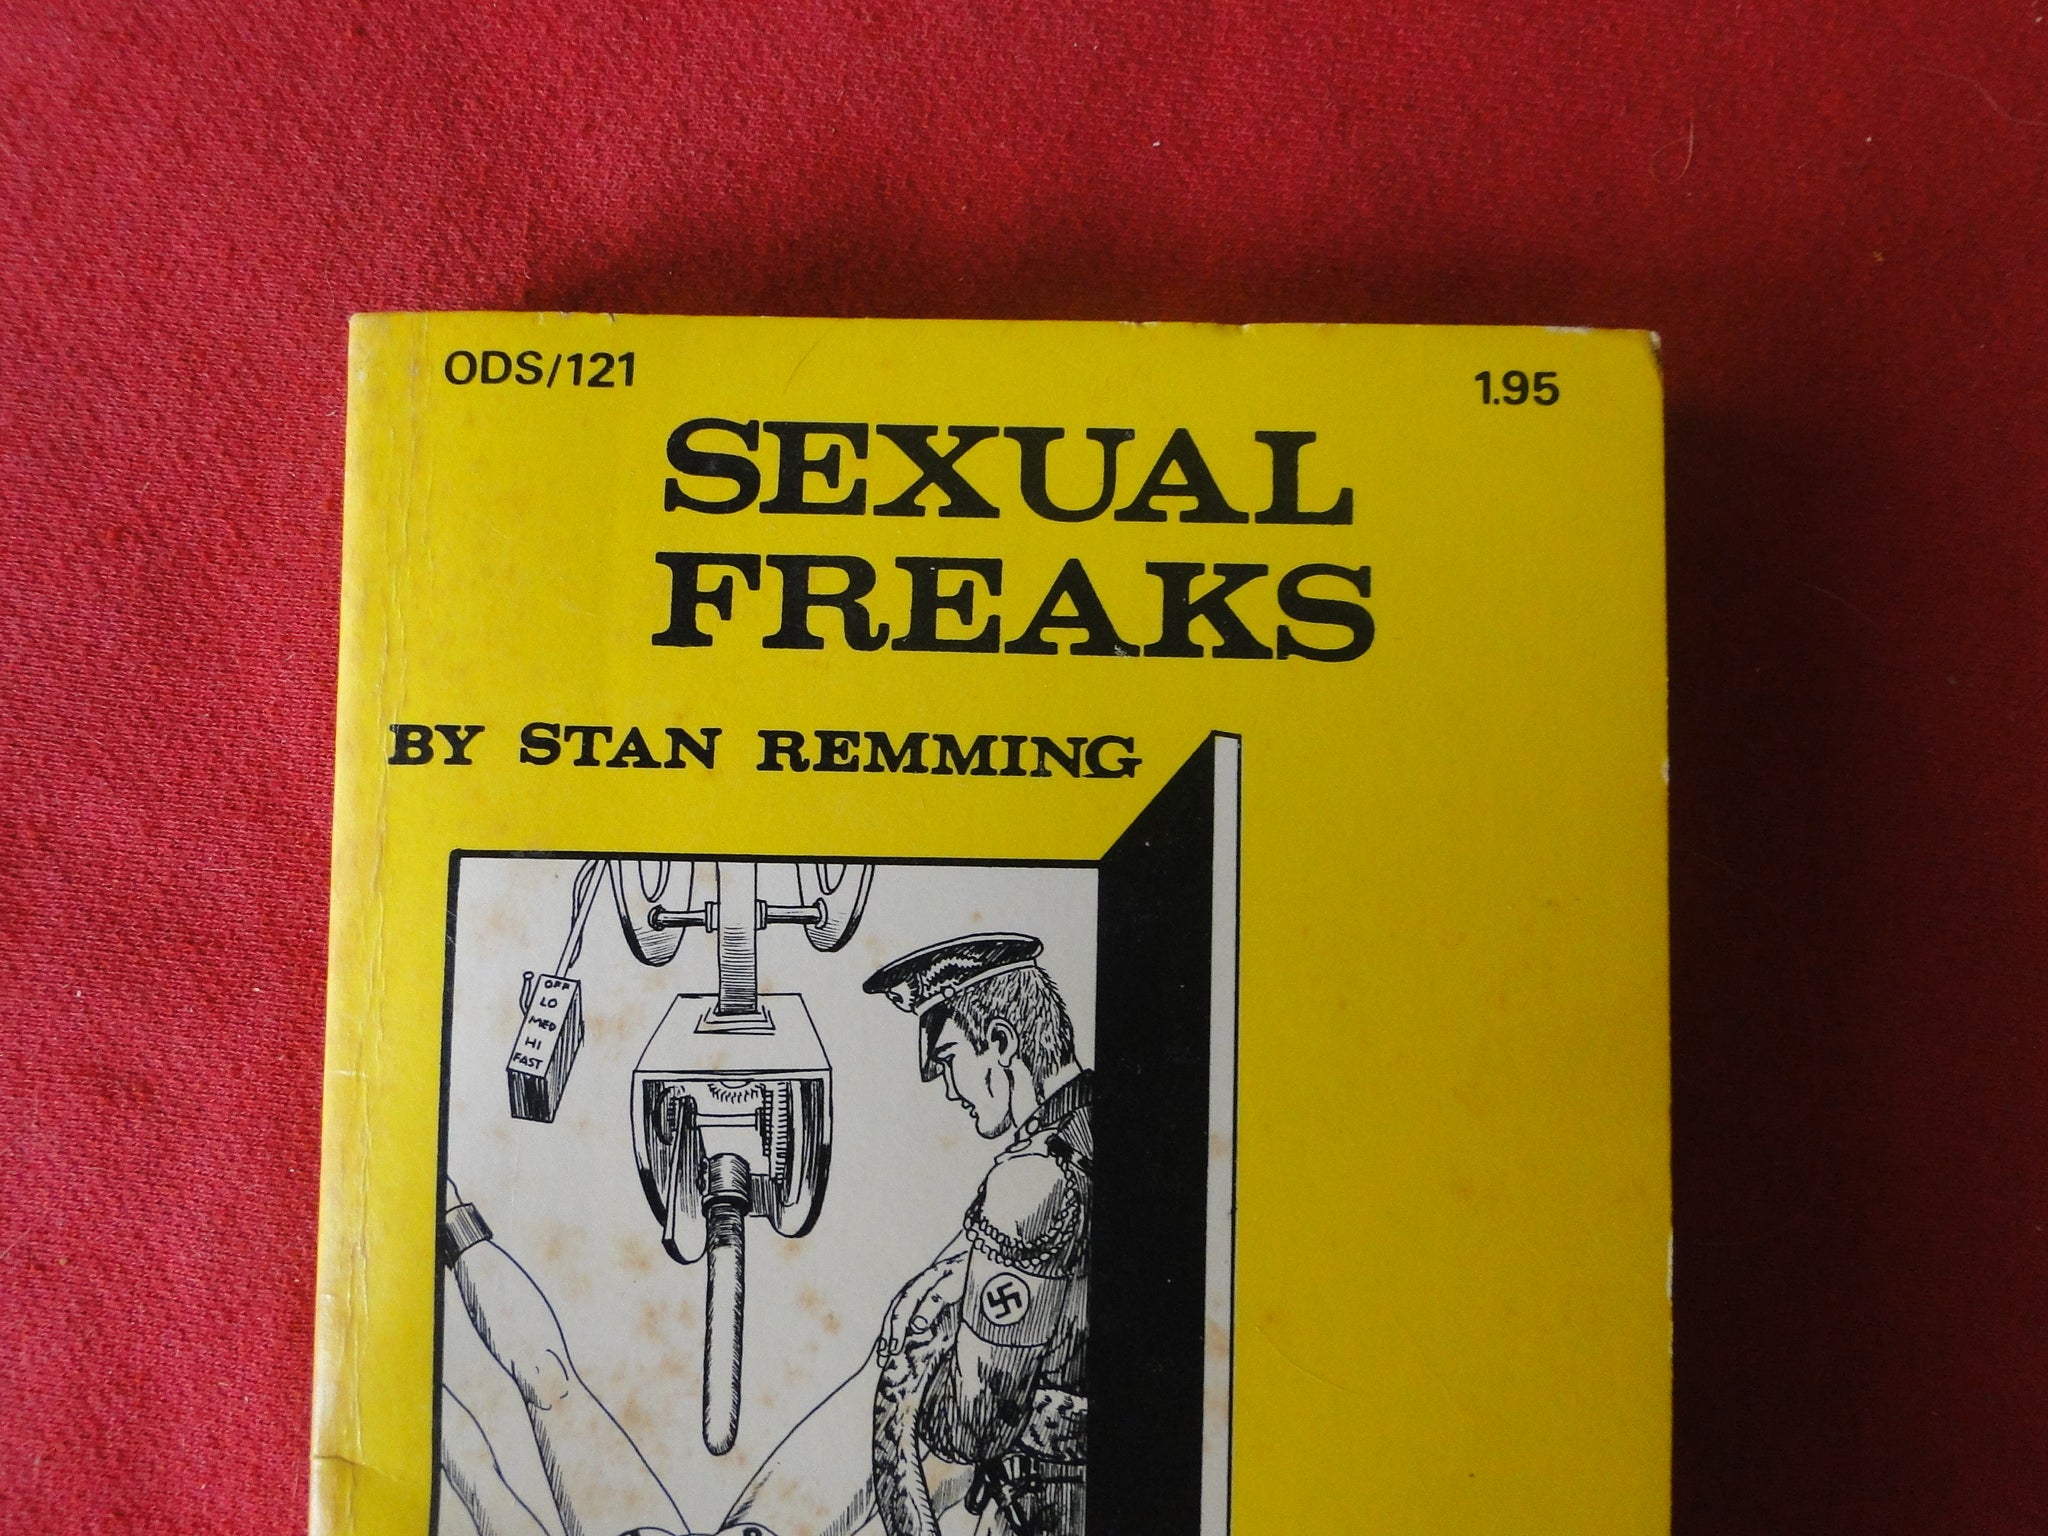 ODS/121
1.95
SEXUAL
FREAKS
BY STAN REMMING
OFF
LO
MED
HI
FAST